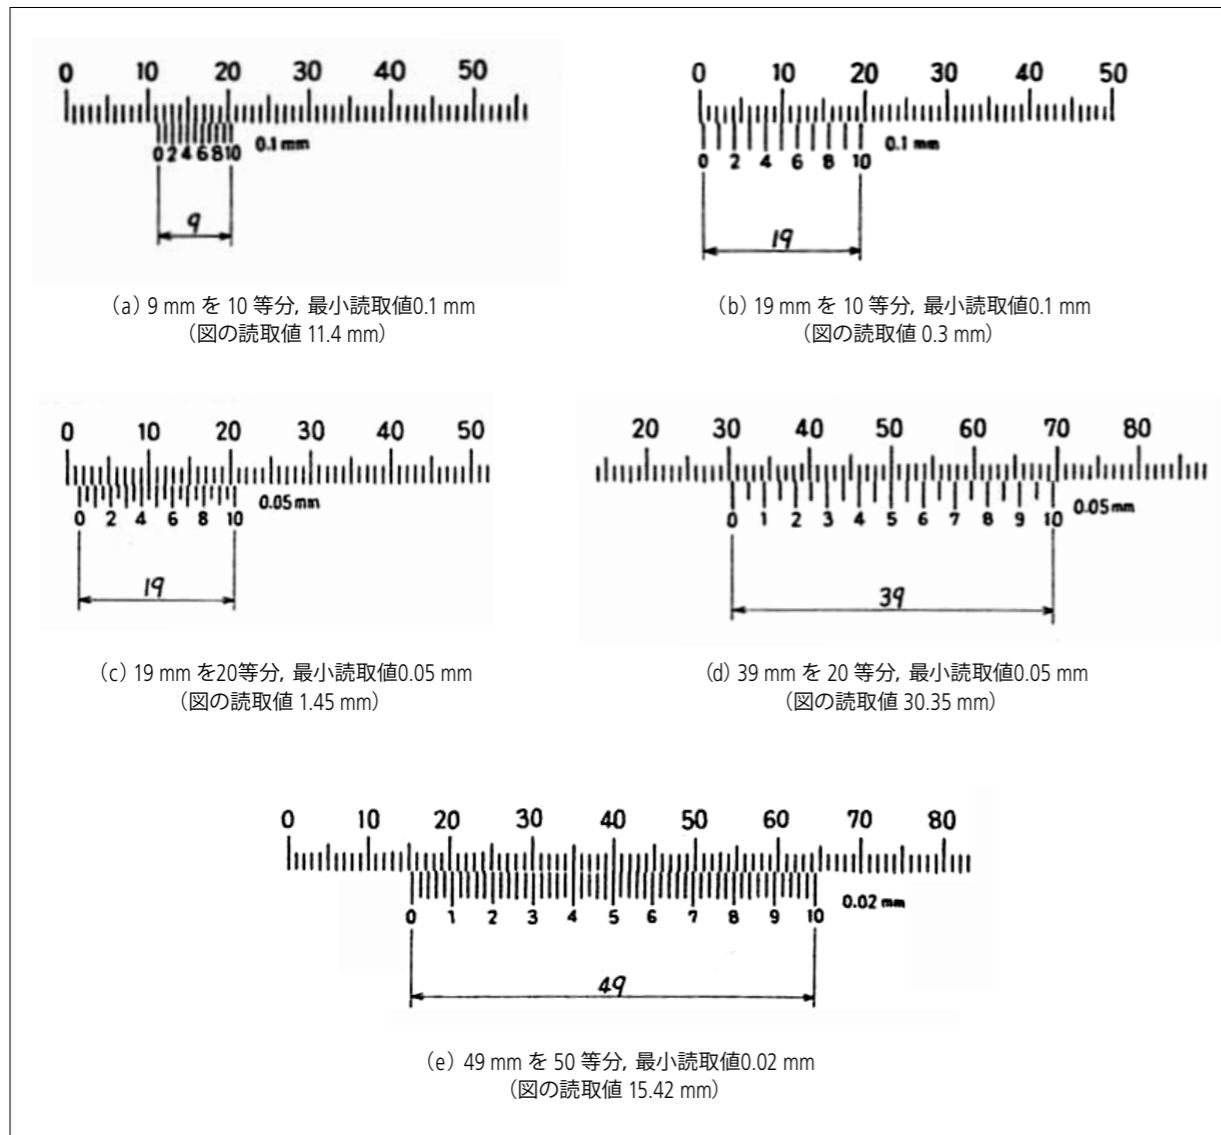 0 10 20 30 40 50
0.1 mm
0 2 4 6 8 10
9
(a) 9 mm を 10 等分, 最小読取値0.1 mm
(図の読取値 11.4 mm)
0 10 20 30 40 50
0.1 mm
0 2 4 6 8 10
19
(b) 19 mm を 10 等分, 最小読取値0.1 mm
(図の読取値 0.3 mm)
0 10 20 30 40 50
0.05 mm
0 2 4 6 8 10
19
(c) 19 mm を20等分, 最小読取値0.05 mm
(図の読取値 1.45 mm)
20 30 40 50 60 70 80
0.05 mm
0 1 2 3 4 5 6 7 8 9 10
39
(d) 39 mm を 20 等分, 最小読取値0.05 mm
(図の読取値 30.35 mm)
0 10 20 30 40 50 60 70 80
0.02 mm
0 1 2 3 4 5 6 7 8 9 10
49
(e) 49 mm を 50 等分, 最小読取値0.02 mm
(図の読取値 15.42 mm)